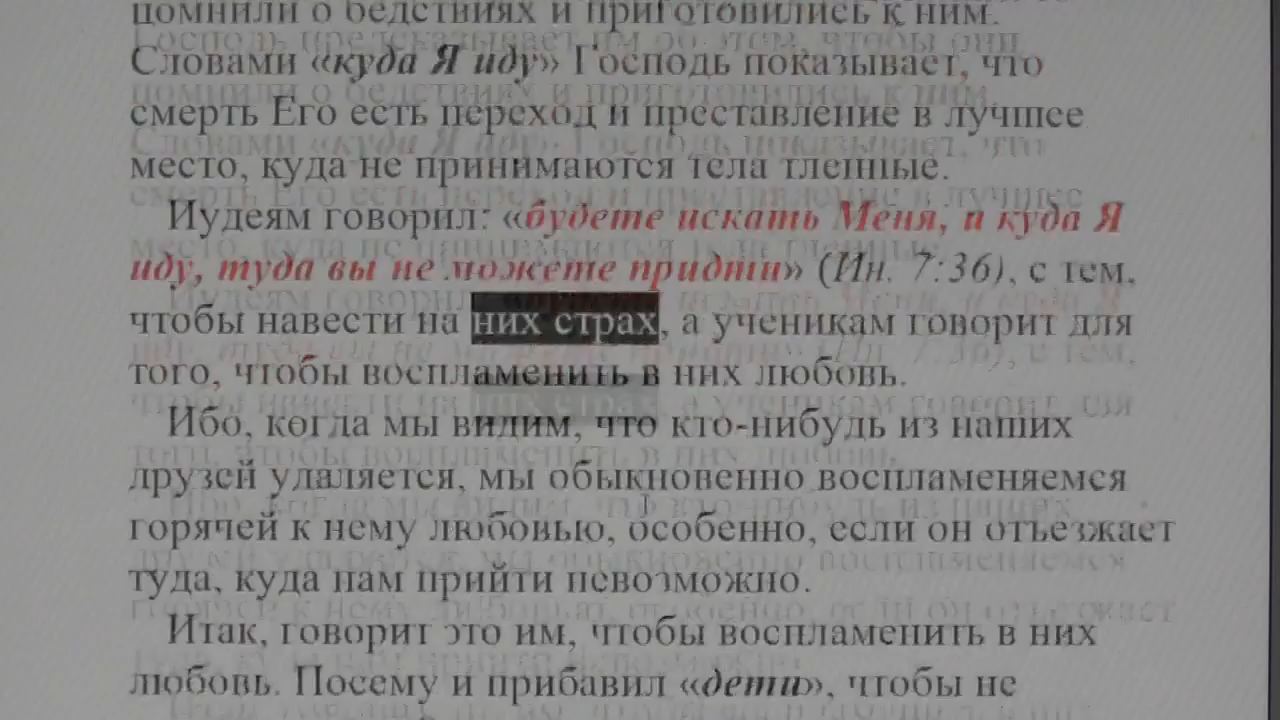 помнили о бедствиях и приготовились к ним.
Словами «куда Я иду» Господь показывает, что
смерть Его есть переход и преставление в лучшее
место, куда не принимаются тела тленные.
Иудеям говорил: «будете искать Меня, и куда Я
иду, туда вы не можете придти» (Ин. 7:36), с тем,
чтобы навести на них страх, а ученикам говорит для
того, чтобы воспламенить в них любовь.
Ибо, когда мы видим, что кто-нибудь из наших
друзей удаляется, мы обыкновенно воспламеняемся
горячей к нему любовью, особенно, если он отъезжает
туда, куда нам прийти невозможно.
Итак, говорит это им, чтобы воспламенить в них
любовь. Посему и прибавил «дети», чтобы не